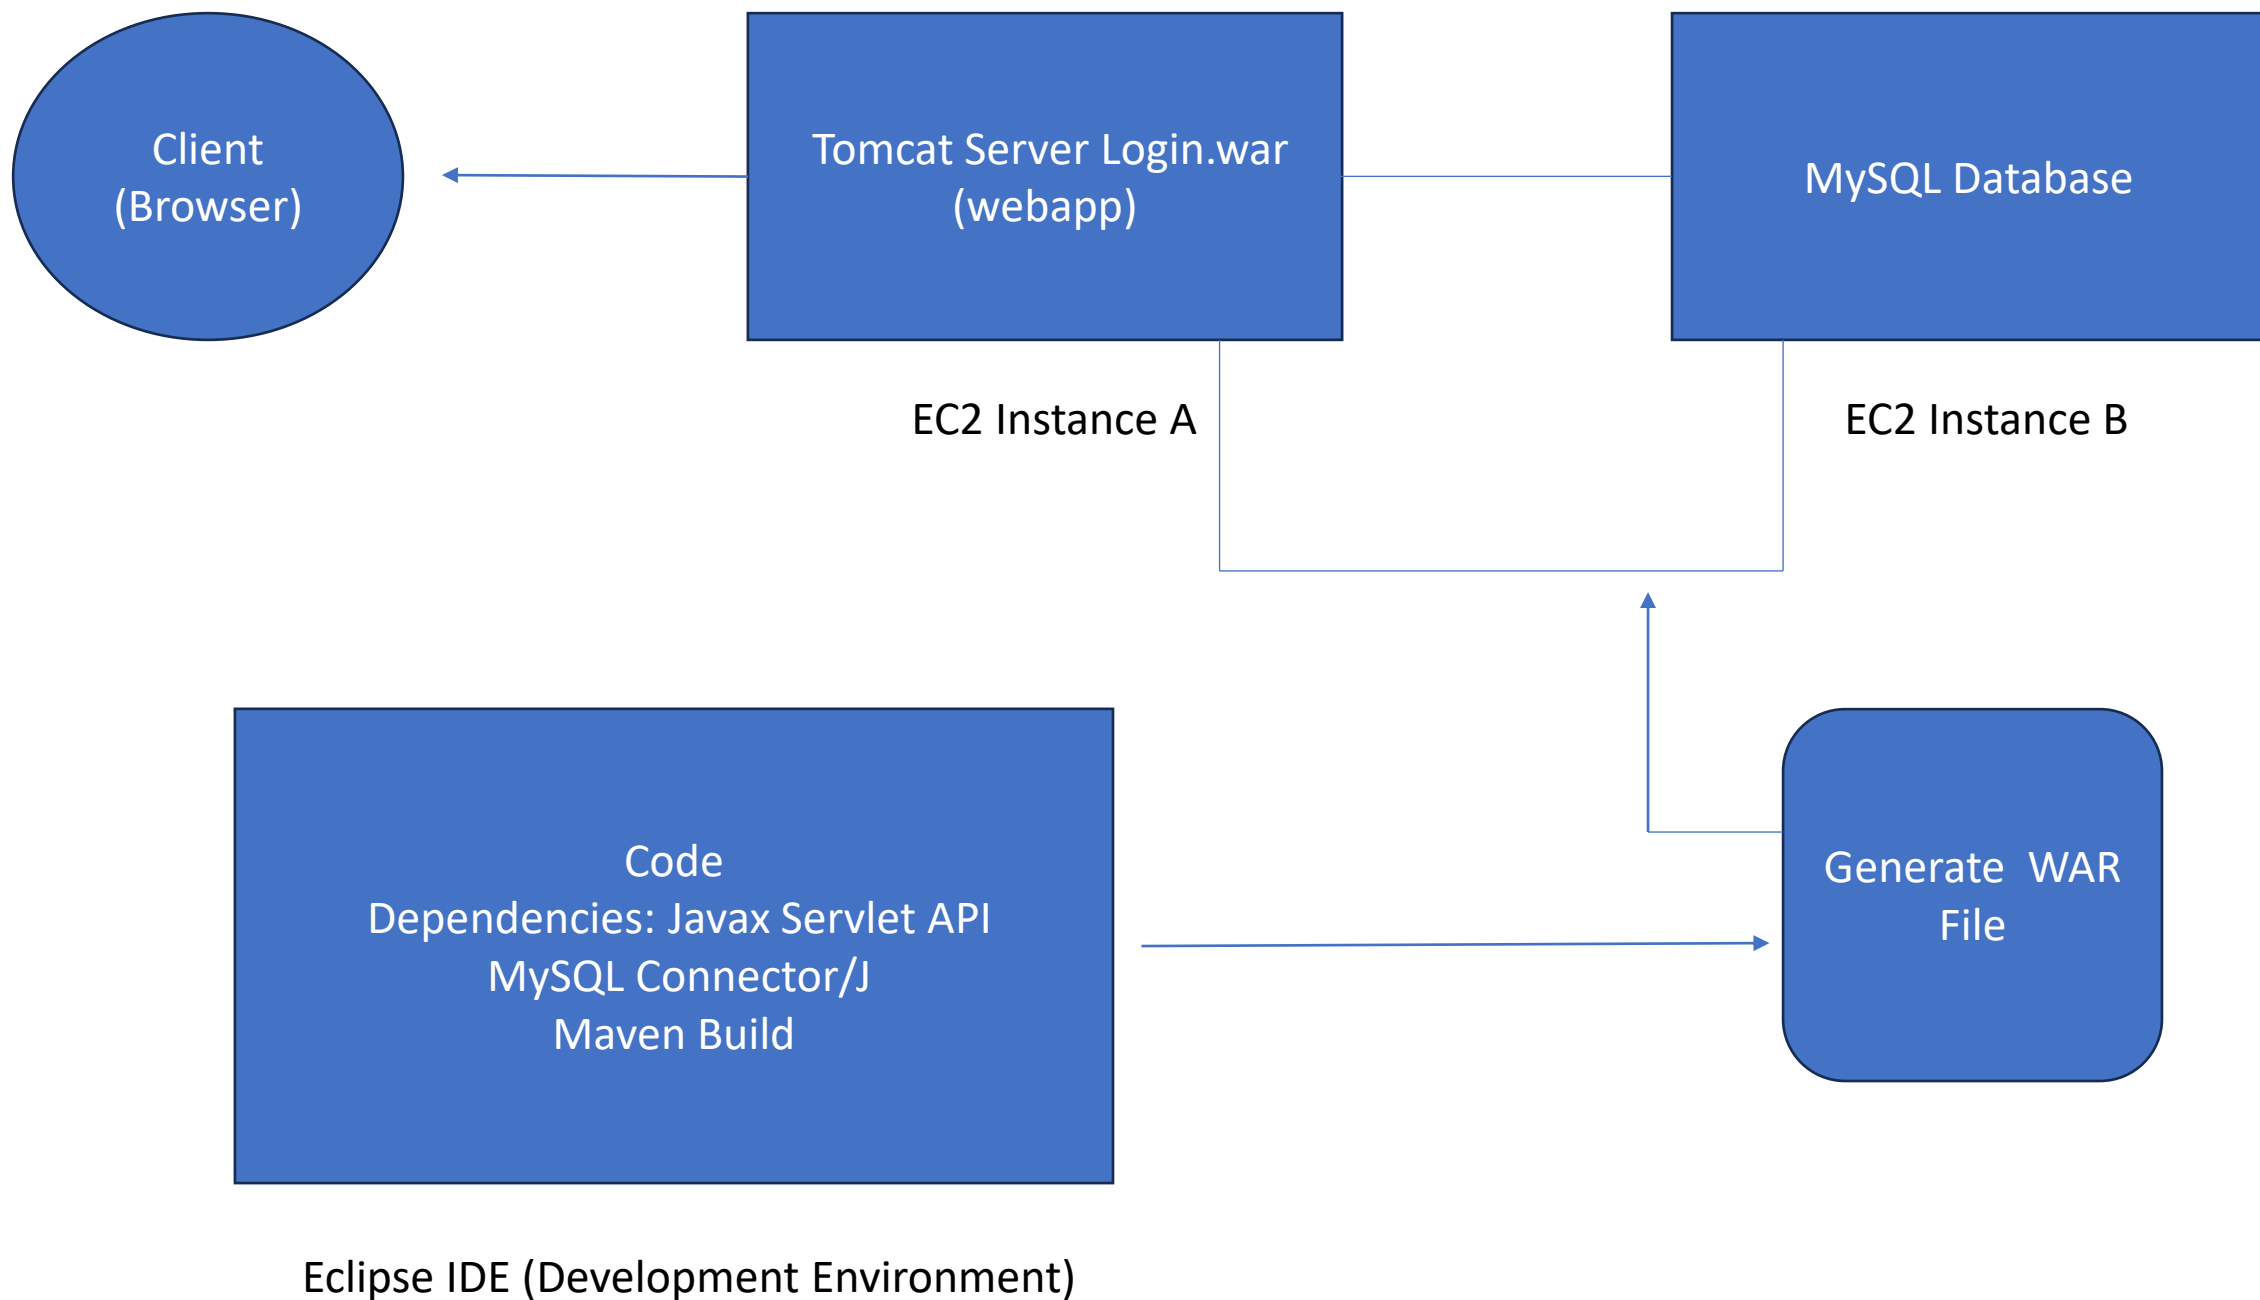 Client
(Browser)
Tomcat Server Login.war
(webapp)
MySQL Database
EC2 Instance A
EC2 Instance B
Code
Dependencies: Javax Servlet API
MySQL Connector/J
Maven Build
Generate  WAR
File
Eclipse IDE (Development Environment)